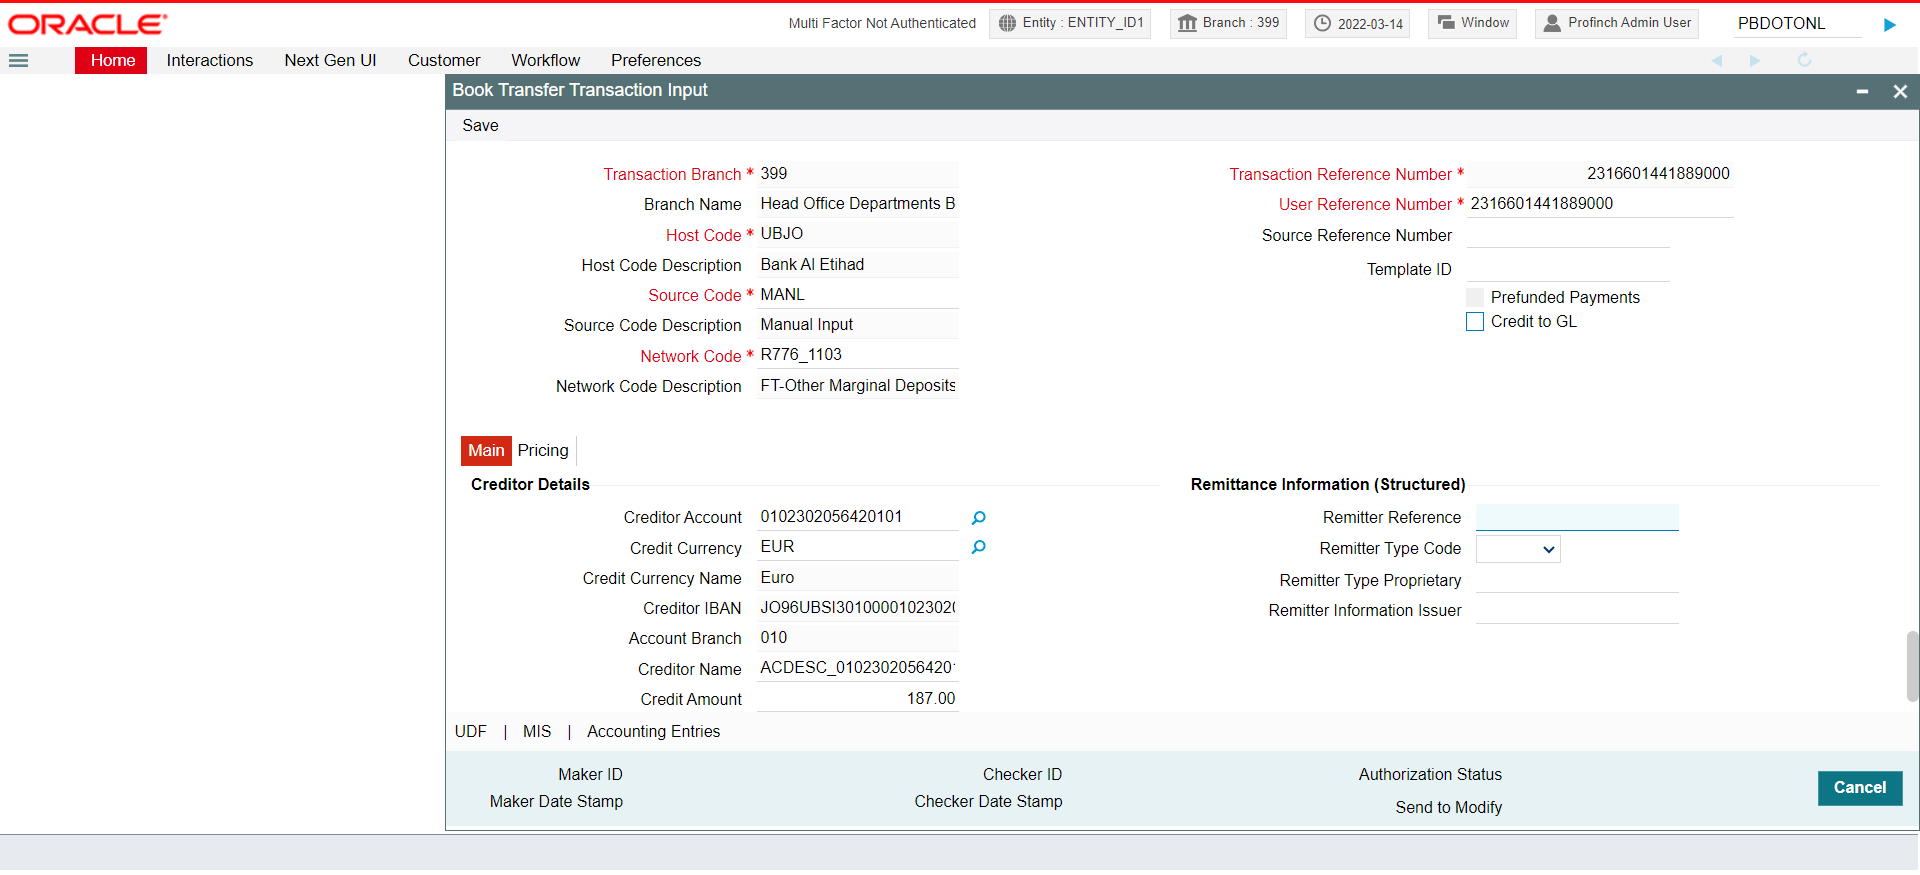 ORACLE
Multi Factor Not Authenticated
Entity : ENTITY_ID1
Branch : 399
2022-03-14
Window
Profinch Admin User
PBDOTONL
Home
Interactions
Next Gen UI
Customer
Workflow
Preferences
Book Transfer Transaction Input
Save
Transaction Branch * 399
Branch Name Head Office Departments B
Host Code * UBJO
Host Code Description Bank Al Etihad
Source Code * MANL
Source Code Description Manual Input
Network Code * R776_1103
Network Code Description FT-Other Marginal Deposits
Transaction Reference Number * 2316601441889000
User Reference Number * 2316601441889000
Source Reference Number
Template ID
Prefunded Payments
Credit to GL
Main
Pricing
Creditor Details
Creditor Account 0102302056420101
Credit Currency EUR
Credit Currency Name Euro
Creditor IBAN JO96UBSI3010000102302
Account Branch 010
Creditor Name ACDESC_0102302056420
Credit Amount 187.00
Remittance Information (Structured)
Remitter Reference
Remitter Type Code
Remitter Type Proprietary
Remitter Information Issuer
UDF | MIS | Accounting Entries
Maker ID
Maker Date Stamp
Checker ID
Checker Date Stamp
Authorization Status
Send to Modify
Cancel